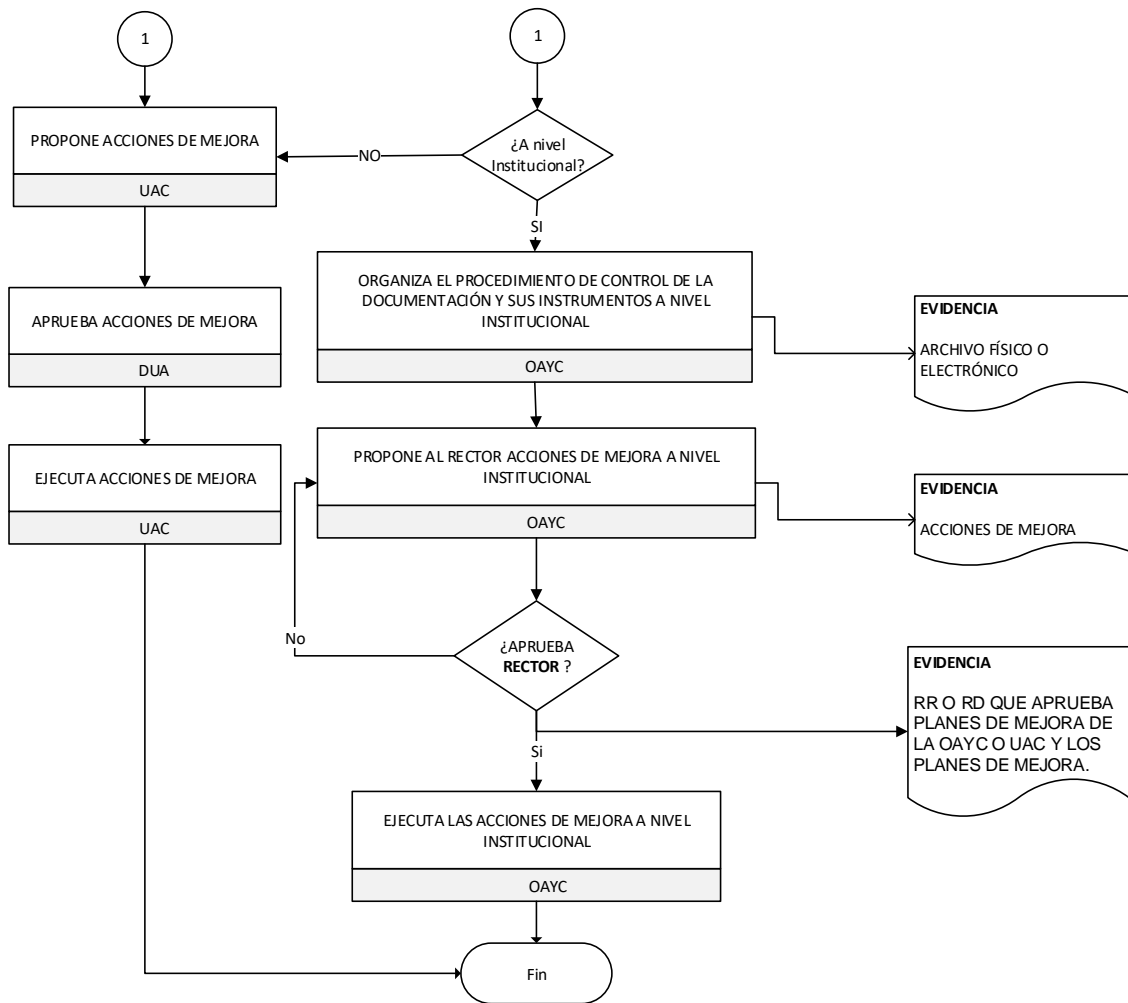 1
1
PROPONE ACCIONES DE MEJORA
UAC
¿A nivel
Institucional?
NO
SI
ORGANIZA EL PROCEDIMIENTO DE CONTROL DE LA
DOCUMENTACIÓN Y SUS INSTRUMENTOS A NIVEL
INSTITUCIONAL
OAYC
EVIDENCIA
ARCHIVO FÍSICO O
ELECTRÓNICO
APRUEBA ACCIONES DE MEJORA
DUA
PROPONE AL RECTOR ACCIONES DE MEJORA A NIVEL
INSTITUCIONAL
OAYC
EVIDENCIA
ACCIONES DE MEJORA
EJECUTA ACCIONES DE MEJORA
UAC
¿APRUEBA
RECTOR ?
No
Si
EVIDENCIA
RR O RD QUE APRUEBA
PLANES DE MEJORA DE
LA OAYC O UAC Y LOS
PLANES DE MEJORA.
EJECUTA LAS ACCIONES DE MEJORA A NIVEL
INSTITUCIONAL
OAYC
Fin